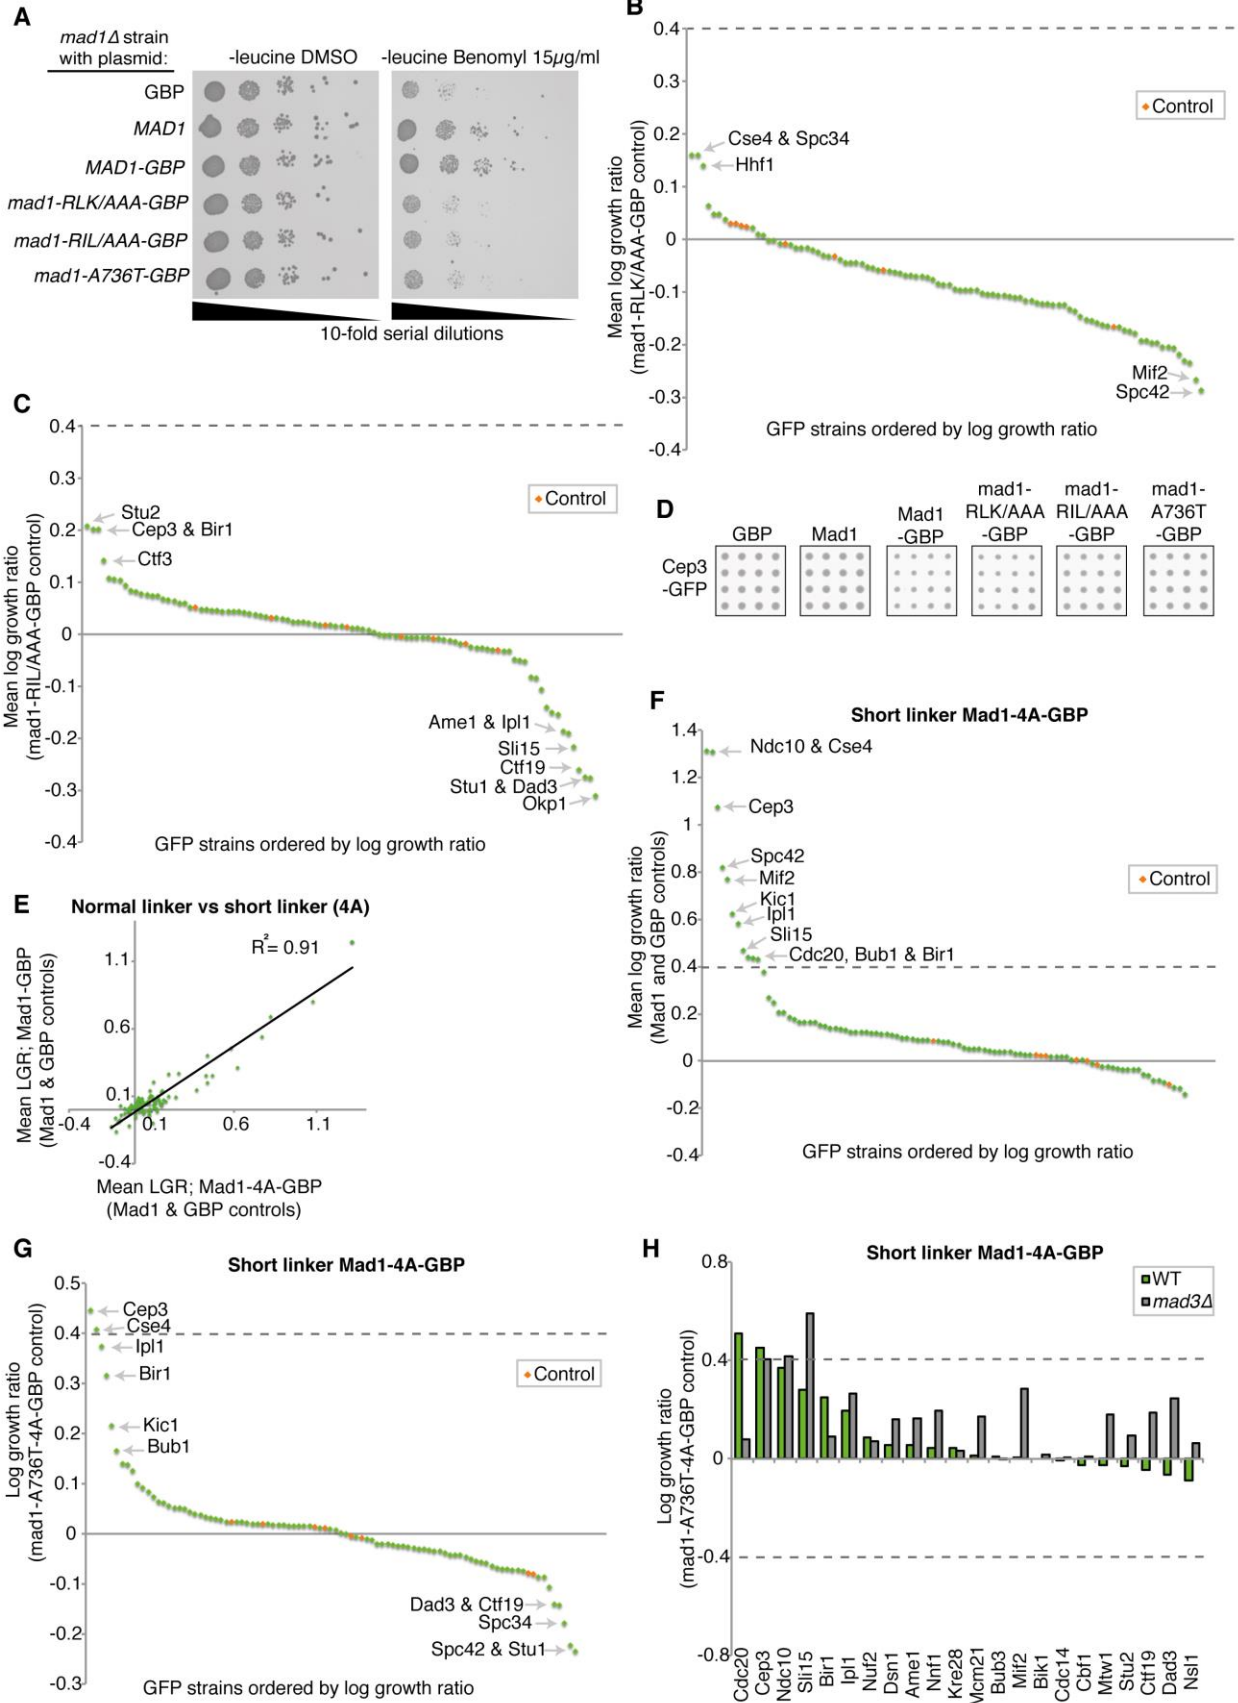 A
mad1Δ strain
with plasmid:
-leucine DMSO
-leucine Benomyl 15µg/ml
GBP
MAD1
MAD1-GBP
mad1-RLK/AAA-GBP
mad1-RIL/AAA-GBP
mad1-A736T-GBP
10-fold serial dilutions
B
Mean log growth ratio
(mad1-RLK/AAA-GBP control)
0.4
0.3
0.2
0.1
0
-0.1
-0.2
-0.3
-0.4
Control
Cse4 & Spc34
Hhf1
Mif2
Spc42
GFP strains ordered by log growth ratio
C
Mean log growth ratio
(mad1-RIL/AAA-GBP control)
0.4
0.3
0.2
0.1
0
-0.1
-0.2
-0.3
-0.4
Control
Stu2
Cep3 & Bir1
Ctf3
Ame1 & Ipl1
Sli15
Ctf19
Stu1 & Dad3
Okp1
GFP strains ordered by log growth ratio
D
GBP
Mad1
Mad1
-GBP
mad1-
RLK/AAA
-GBP
mad1-
RIL/AAA
-GBP
mad1-
A736T
-GBP
Cep3
-GFP
E
Normal linker vs short linker (4A)
R²= 0.91
Mean LGR; Mad1-GBP
(Mad1 & GBP controls)
1.1
0.6
0.1
-0.4
-0.4
0.1
0.6
1.1
Mean LGR; Mad1-4A-GBP
(Mad1 & GBP controls)
F
Short linker Mad1-4A-GBP
Mean log growth ratio
(Mad1 and GBP controls)
1.4
1.2
1
0.8
0.6
0.4
0.2
0
-0.2
-0.4
Ndc10 & Cse4
Cep3
Spc42
Mif2
Kic1
Ipl1
Sli15
Cdc20, Bub1 & Bir1
Control
GFP strains ordered by log growth ratio
G
Short linker Mad1-4A-GBP
Log growth ratio
(mad1-A736T-4A-GBP control)
0.5
0.4
0.3
0.2
0.1
0
-0.1
-0.2
-0.3
Cep3
Cse4
Ipl1
Bir1
Kic1
Bub1
Control
Dad3 & Ctf19
Spc34
Spc42 & Stu1
GFP strains ordered by log growth ratio
H
Short linker Mad1-4A-GBP
Log growth ratio
(mad1-A736T-4A-GBP control)
0.8
0.4
0
-0.4
-0.8
WT
mad3Δ
Cdc20
Cep3
Ndc10
Sli15
Bir1
Ipl1
Nuf2
Dsn1
Ame1
Nnf1
Kre28
Mcm21
Bub3
Mif2
Bik1
Cdc14
Cbf1
Mtw1
Stu2
Ctf19
Dad3
Nsl1